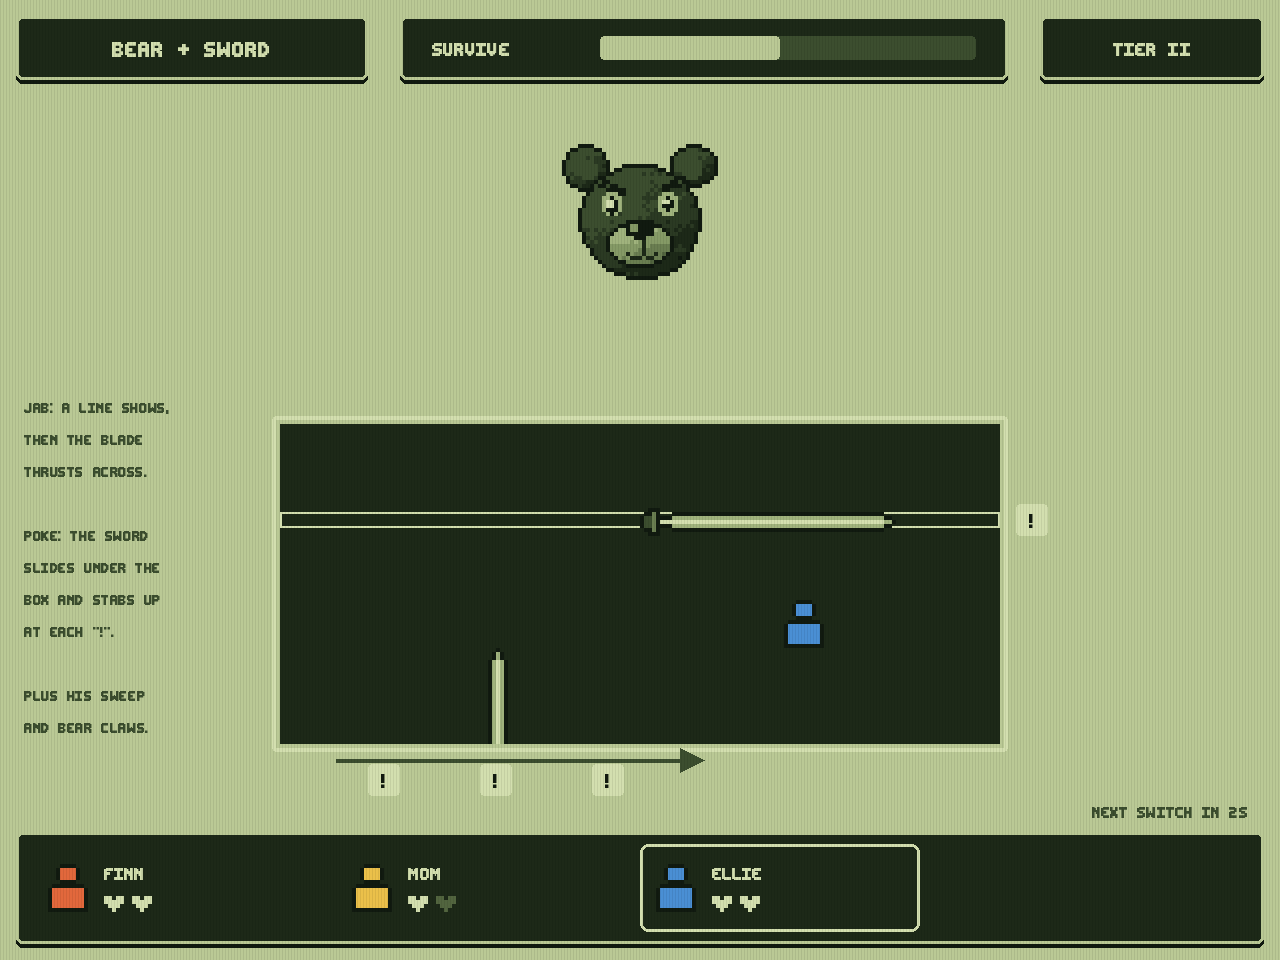 BEAR + SWORD
SURVIVE
TIER II
JAB: A LINE SHOWS,
THEN THE BLADE
THRUSTS ACROSS.
POKE: THE SWORD
SLIDES UNDER THE
BOX AND STABS UP
AT EACH "!".
PLUS HIS SWEEP
AND BEAR CLAWS.
!
! ! !
NEXT SWITCH IN 2S
FINN
MOM
ELLIE